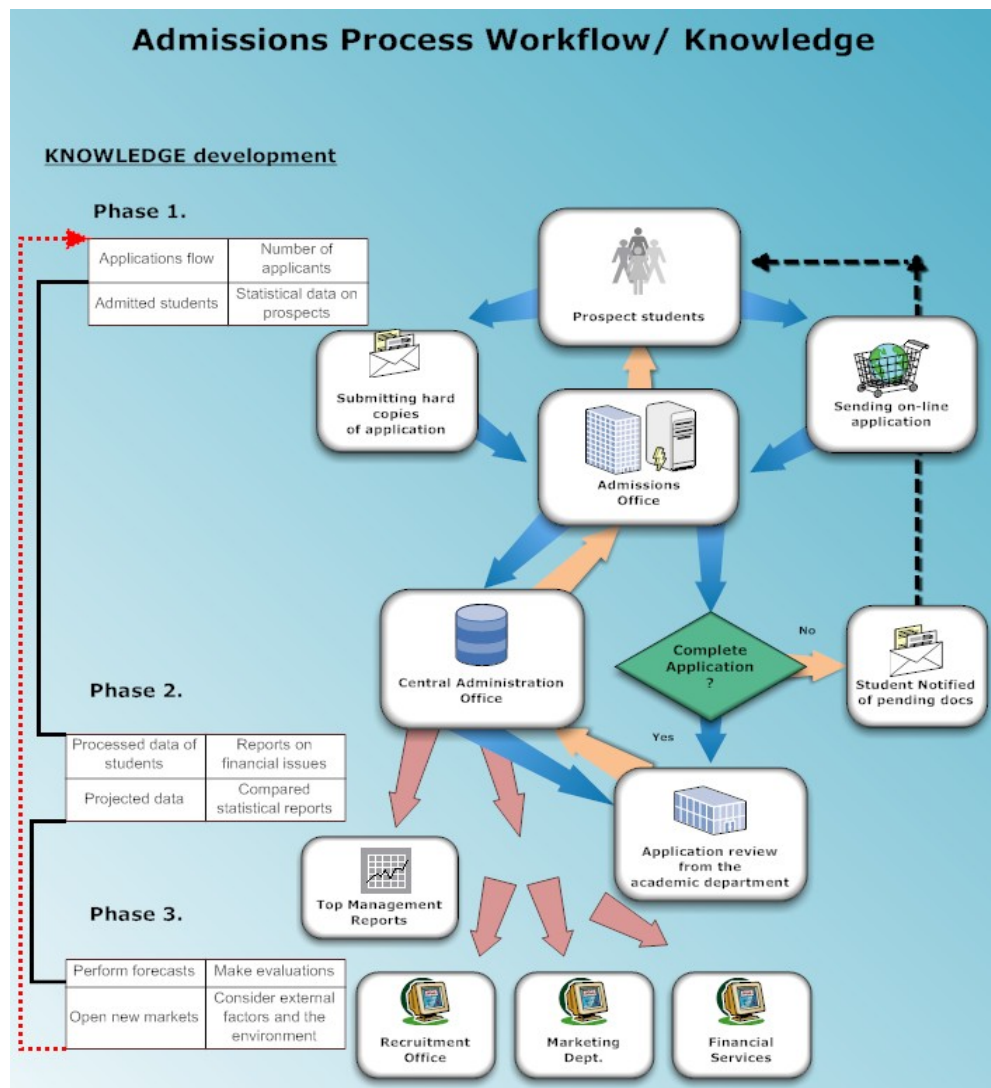 Admissions Process Workflow/ Knowledge
KNOWLEDGE development
Phase 1.
Applications flow
Number of
applicants
Admitted students
Statistical data on
prospects
Prospect students
Submitting hard
copies
of application
Sending on-line
application
Admissions
Office
Central Administration
Office
Complete
Application
?
No
Student Notified
of pending docs
Yes
Phase 2.
Processed data of
students
Reports on
financial issues
Projected data
Compared
statistical reports
Application review
from the
academic department
Top Management
Reports
Phase 3.
Perform forecasts
Make evaluations
Open new markets
Consider external
factors and the
environment
Recruitment
Office
Marketing
Dept.
Financial
Services